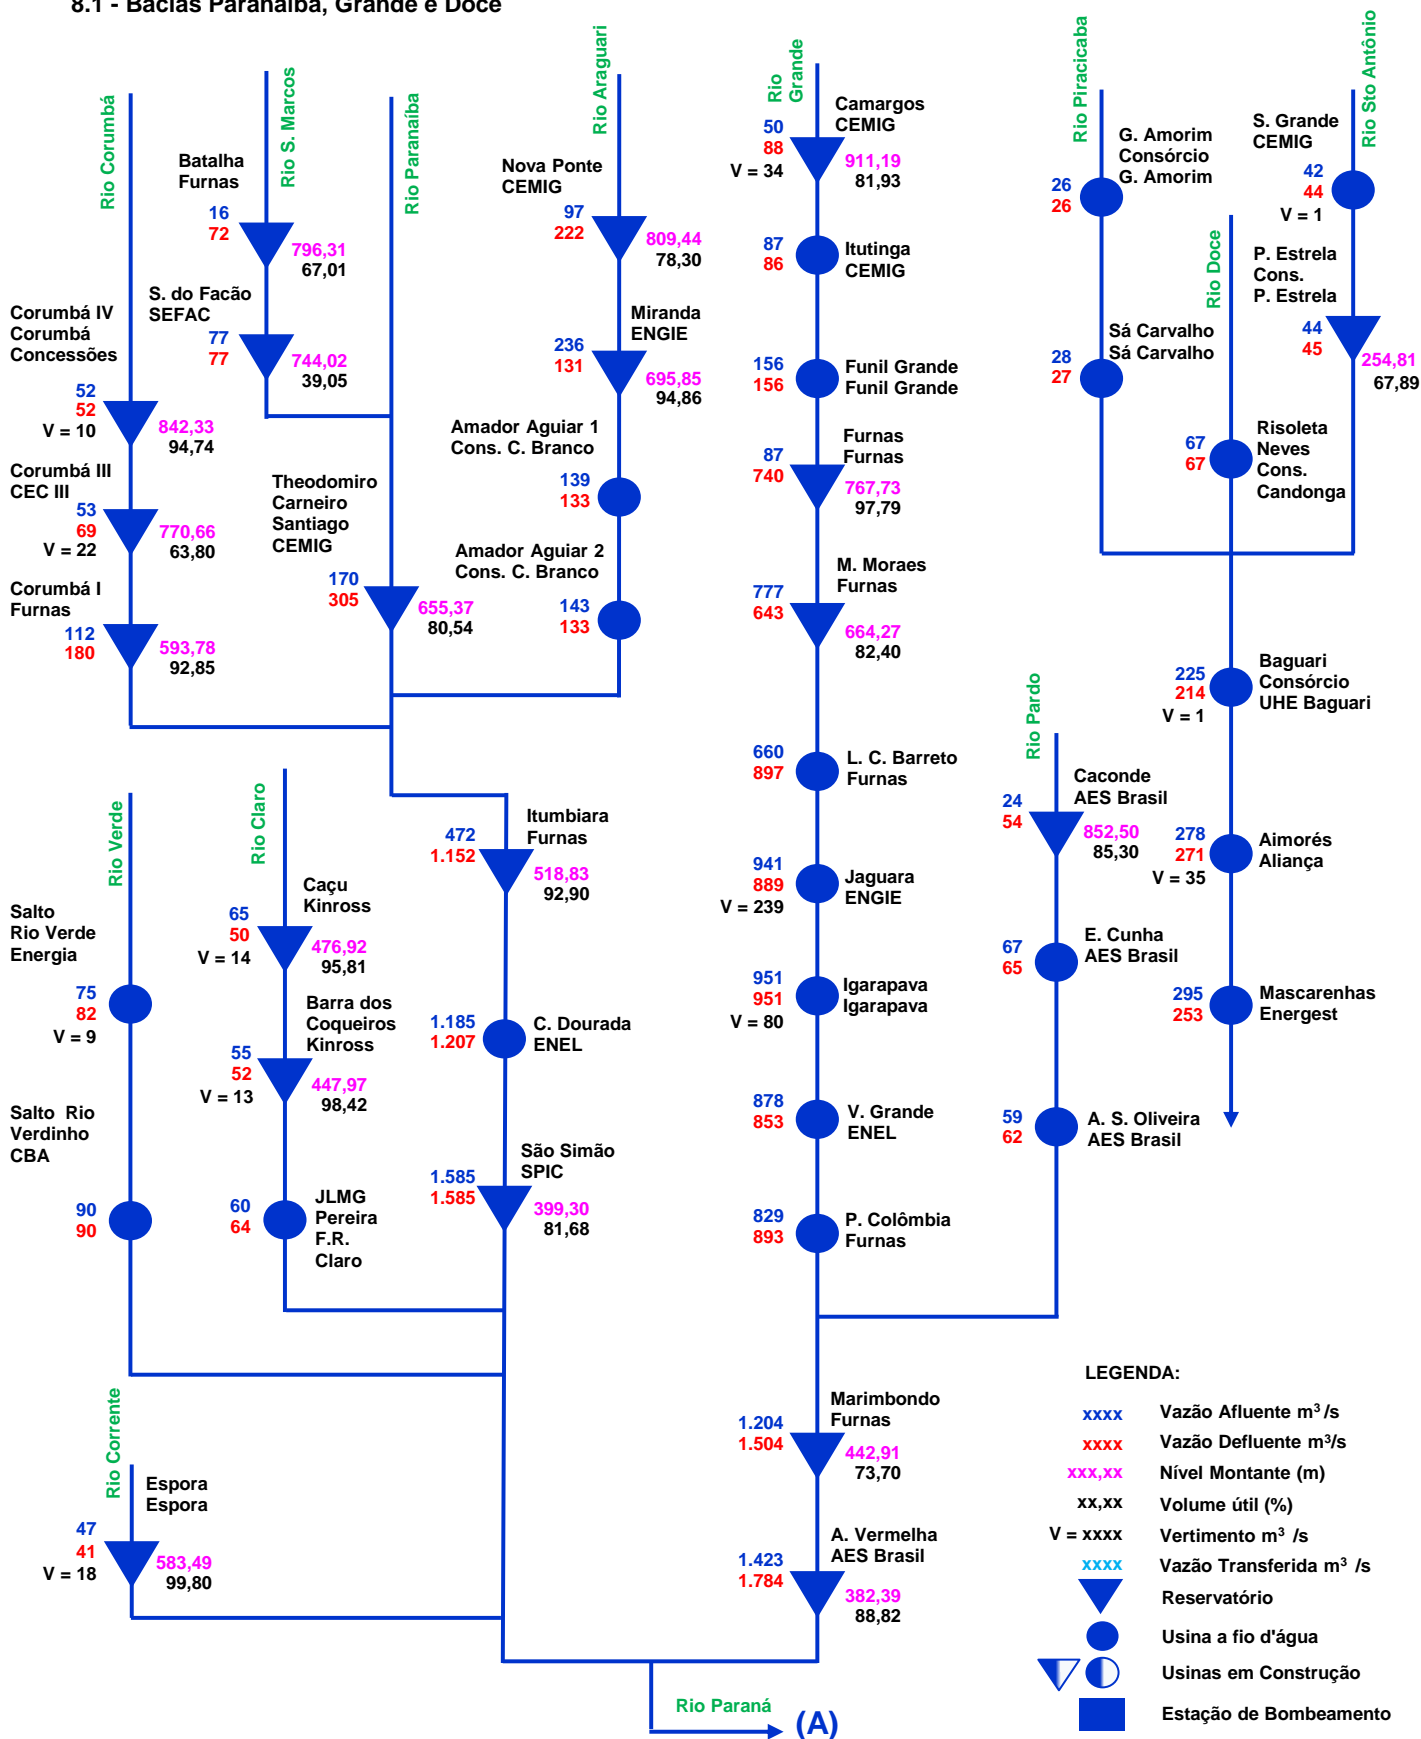 8.1 - Bacias Paranaíba, Grande e Doce
Rio Corumbá
Corumbá IV
Corumbá
Concessões
52
52
V = 10
842,33
94,74
Corumbá III
CEC III
53
69
V = 22
770,66
63,80
Corumbá I
Furnas
112
180
593,78
92,85
Rio S. Marcos
Batalha
Furnas
16
72
796,31
67,01
S. do Facão
SEFAC
77
77
744,02
39,05
Rio Paranaíba
Theodomiro
Carneiro
Santiago
CEMIG
170
305
655,37
80,54
Rio Araguari
Nova Ponte
CEMIG
97
222
809,44
78,30
Miranda
ENGIE
236
131
695,85
94,86
Amador Aguiar 1
Cons. C. Branco
139
133
Amador Aguiar 2
Cons. C. Branco
143
133
Rio Verde
Salto
Rio Verde
Energia
75
82
V = 9
Salto Rio
Verdinho
CBA
90
90
Rio Claro
Caçu
Kinross
65
50
V = 14
476,92
95,81
Barra dos
Coqueiros
Kinross
55
52
V = 13
447,97
98,42
JLMG
Pereira
F.R.
Claro
60
64
Itumbiara
Furnas
472
1.152
518,83
92,90
C. Dourada
ENEL
1.185
1.207
São Simão
SPIC
1.585
1.585
399,30
81,68
Rio Corrente
Espora
Espora
47
41
V = 18
583,49
99,80
Rio
Grande
Camargos
CEMIG
50
88
V = 34
911,19
81,93
Itutinga
CEMIG
87
86
Funil Grande
Funil Grande
156
156
Furnas
Furnas
87
740
767,73
97,79
M. Moraes
Furnas
777
643
664,27
82,40
L. C. Barreto
Furnas
660
897
Jaguara
ENGIE
941
889
V = 239
Igarapava
Igarapava
951
951
V = 80
V. Grande
ENEL
878
853
P. Colômbia
Furnas
829
893
Rio Pardo
Caconde
AES Brasil
24
54
852,50
85,30
E. Cunha
AES Brasil
67
65
A. S. Oliveira
AES Brasil
59
62
Marimbondo
Furnas
1.204
1.504
442,91
73,70
A. Vermelha
AES Brasil
1.423
1.784
382,39
88,82
Rio Paraná
(A)
Rio Piracicaba
G. Amorim
Consórcio
G. Amorim
26
26
Sá Carvalho
Sá Carvalho
28
27
Rio Doce
Risoleta
Neves
Cons.
Candonga
67
67
Rio Sto Antônio
S. Grande
CEMIG
42
44
V = 1
P. Estrela
Cons.
P. Estrela
44
45
254,81
67,89
Baguari
Consórcio
UHE Baguari
225
214
V = 1
Aimorés
Aliança
278
271
V = 35
Mascarenhas
Energest
295
253
LEGENDA:
xxxx Vazão Afluente m³/s
xxxx Vazão Defluente m³/s
xxx,xx Nível Montante (m)
xx,xx Volume útil (%)
V = xxxx Vertimento m³ /s
xxxx Vazão Transferida m³ /s
Reservatório
Usina a fio d'água
Usinas em Construção
Estação de Bombeamento